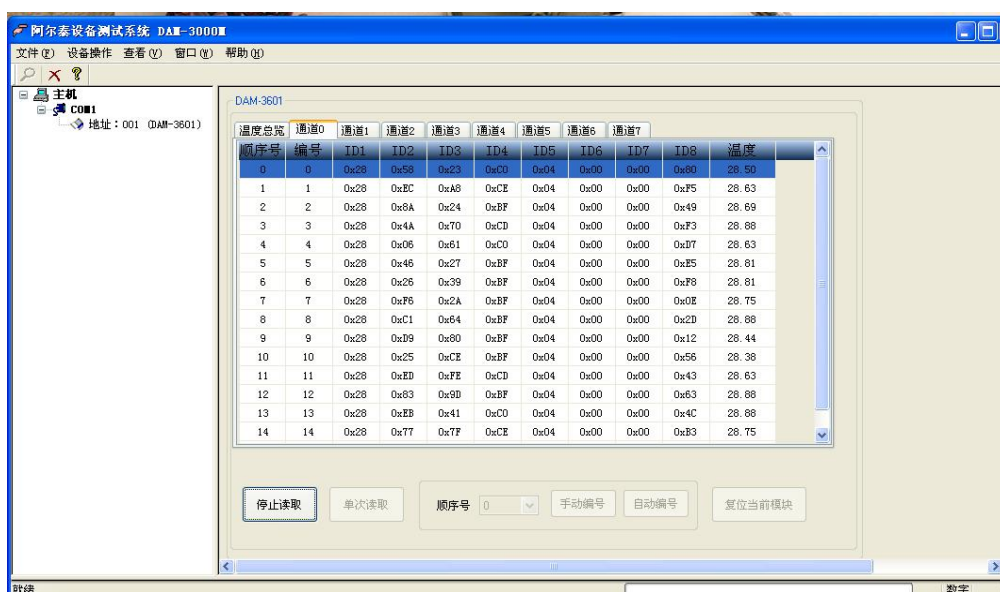 阿尔泰设备测试系统 DAM-3000M
文件(F) 设备操作 查看(V) 窗口(W) 帮助(H)
主机
COM1
地址：001 (DAM-3601)
DAM-3601
温度总览 通道0 通道1 通道2 通道3 通道4 通道5 通道6 通道7
顺序号 编号 ID1 ID2 ID3 ID4 ID5 ID6 ID7 ID8 温度
0 0 0x28 0x58 0x23 0xC0 0x04 0x00 0x00 0x80 28.50
1 1 0x28 0xEC 0xA8 0xCE 0x04 0x00 0x00 0xF5 28.63
2 2 0x28 0x8A 0x24 0xBF 0x04 0x00 0x00 0x49 28.69
3 3 0x28 0x4A 0x70 0xCD 0x04 0x00 0x00 0xF3 28.88
4 4 0x28 0x06 0x61 0xC0 0x04 0x00 0x00 0xD7 28.63
5 5 0x28 0x46 0x27 0xBF 0x04 0x00 0x00 0xE5 28.81
6 6 0x28 0x26 0x39 0xBF 0x04 0x00 0x00 0xF8 28.81
7 7 0x28 0xF6 0x2A 0xBF 0x04 0x00 0x00 0x0E 28.75
8 8 0x28 0xC1 0x64 0xBF 0x04 0x00 0x00 0x2D 28.88
9 9 0x28 0xD9 0x80 0xBF 0x04 0x00 0x00 0x12 28.44
10 10 0x28 0x25 0xCE 0xBF 0x04 0x00 0x00 0x56 28.38
11 11 0x28 0xED 0xFE 0xCD 0x04 0x00 0x00 0x43 28.63
12 12 0x28 0x83 0x9D 0xBF 0x04 0x00 0x00 0x63 28.88
13 13 0x28 0xEB 0x41 0xC0 0x04 0x00 0x00 0x4C 28.88
14 14 0x28 0x77 0x7F 0xCE 0x04 0x00 0x00 0xB3 28.75
停止读取 单次读取 顺序号 0 手动编号 自动编号 复位当前模块
就绪 数字